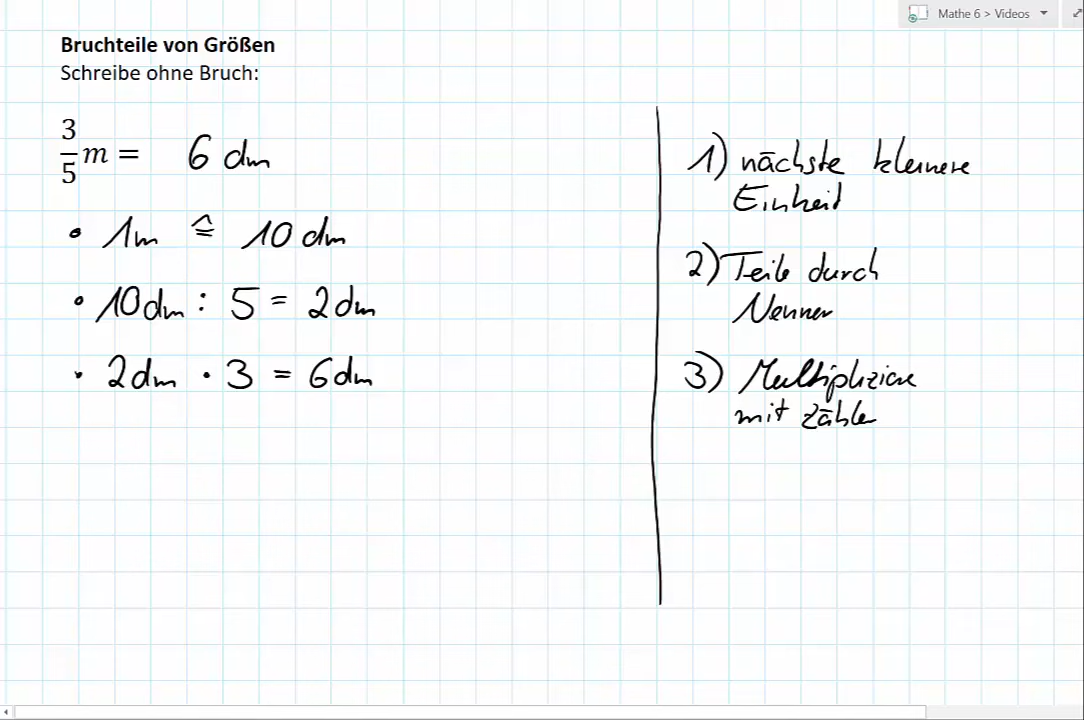 Mathe 6 > Videos
Bruchteile von Größen
Schreibe ohne Bruch:
3/5 m = 6 dm
• 1m ≙ 10 dm
• 10dm : 5 = 2dm
• 2dm · 3 = 6dm
1) nächste kleinere
Einheit
2) Teile durch
Nenner
3) Multipliziere
mit Zähler